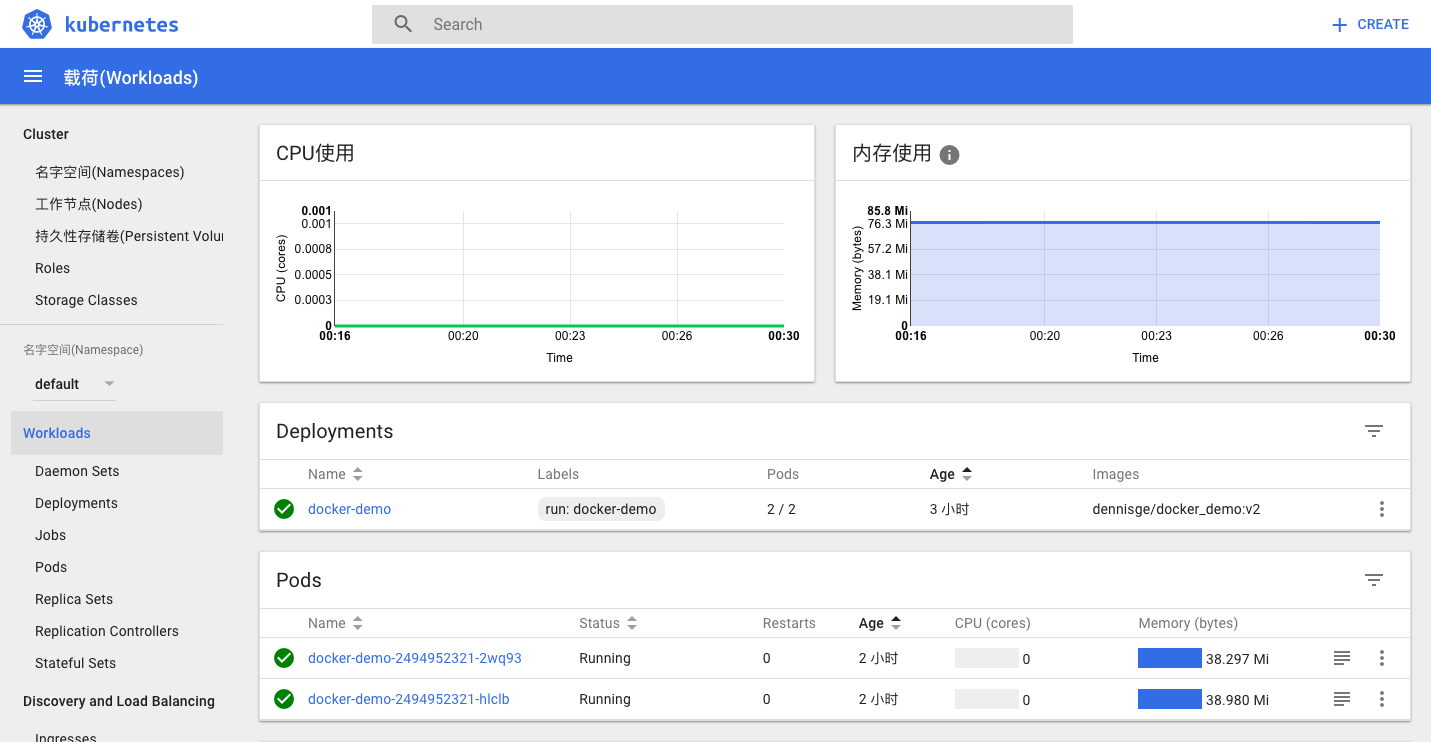 kubernetes
Search
CREATE
载荷(Workloads)
Cluster
名字空间(Namespaces)
工作节点(Nodes)
持久性存储卷(Persistent Volu
Roles
Storage Classes
名字空间(Namespace)
default
Workloads
Daemon Sets
Deployments
Jobs
Pods
Replica Sets
Replication Controllers
Stateful Sets
Discovery and Load Balancing
Ingresses
CPU使用
CPU (cores)
0.001
0.001
0.0008
0.0005
0.0003
0
00:16 00:20 00:23 00:26 00:30
Time
内存使用
Memory (bytes)
85.8 Mi
76.3 Mi
57.2 Mi
38.1 Mi
19.1 Mi
0
00:16 00:20 00:23 00:26 00:30
Time
Deployments
Name Labels Pods Age Images
docker-demo run: docker-demo 2 / 2 3 小时 dennisge/docker_demo:v2
Pods
Name Status Restarts Age CPU (cores) Memory (bytes)
docker-demo-2494952321-2wq93 Running 0 2 小时 0 38.297 Mi
docker-demo-2494952321-hlclb Running 0 2 小时 0 38.980 Mi